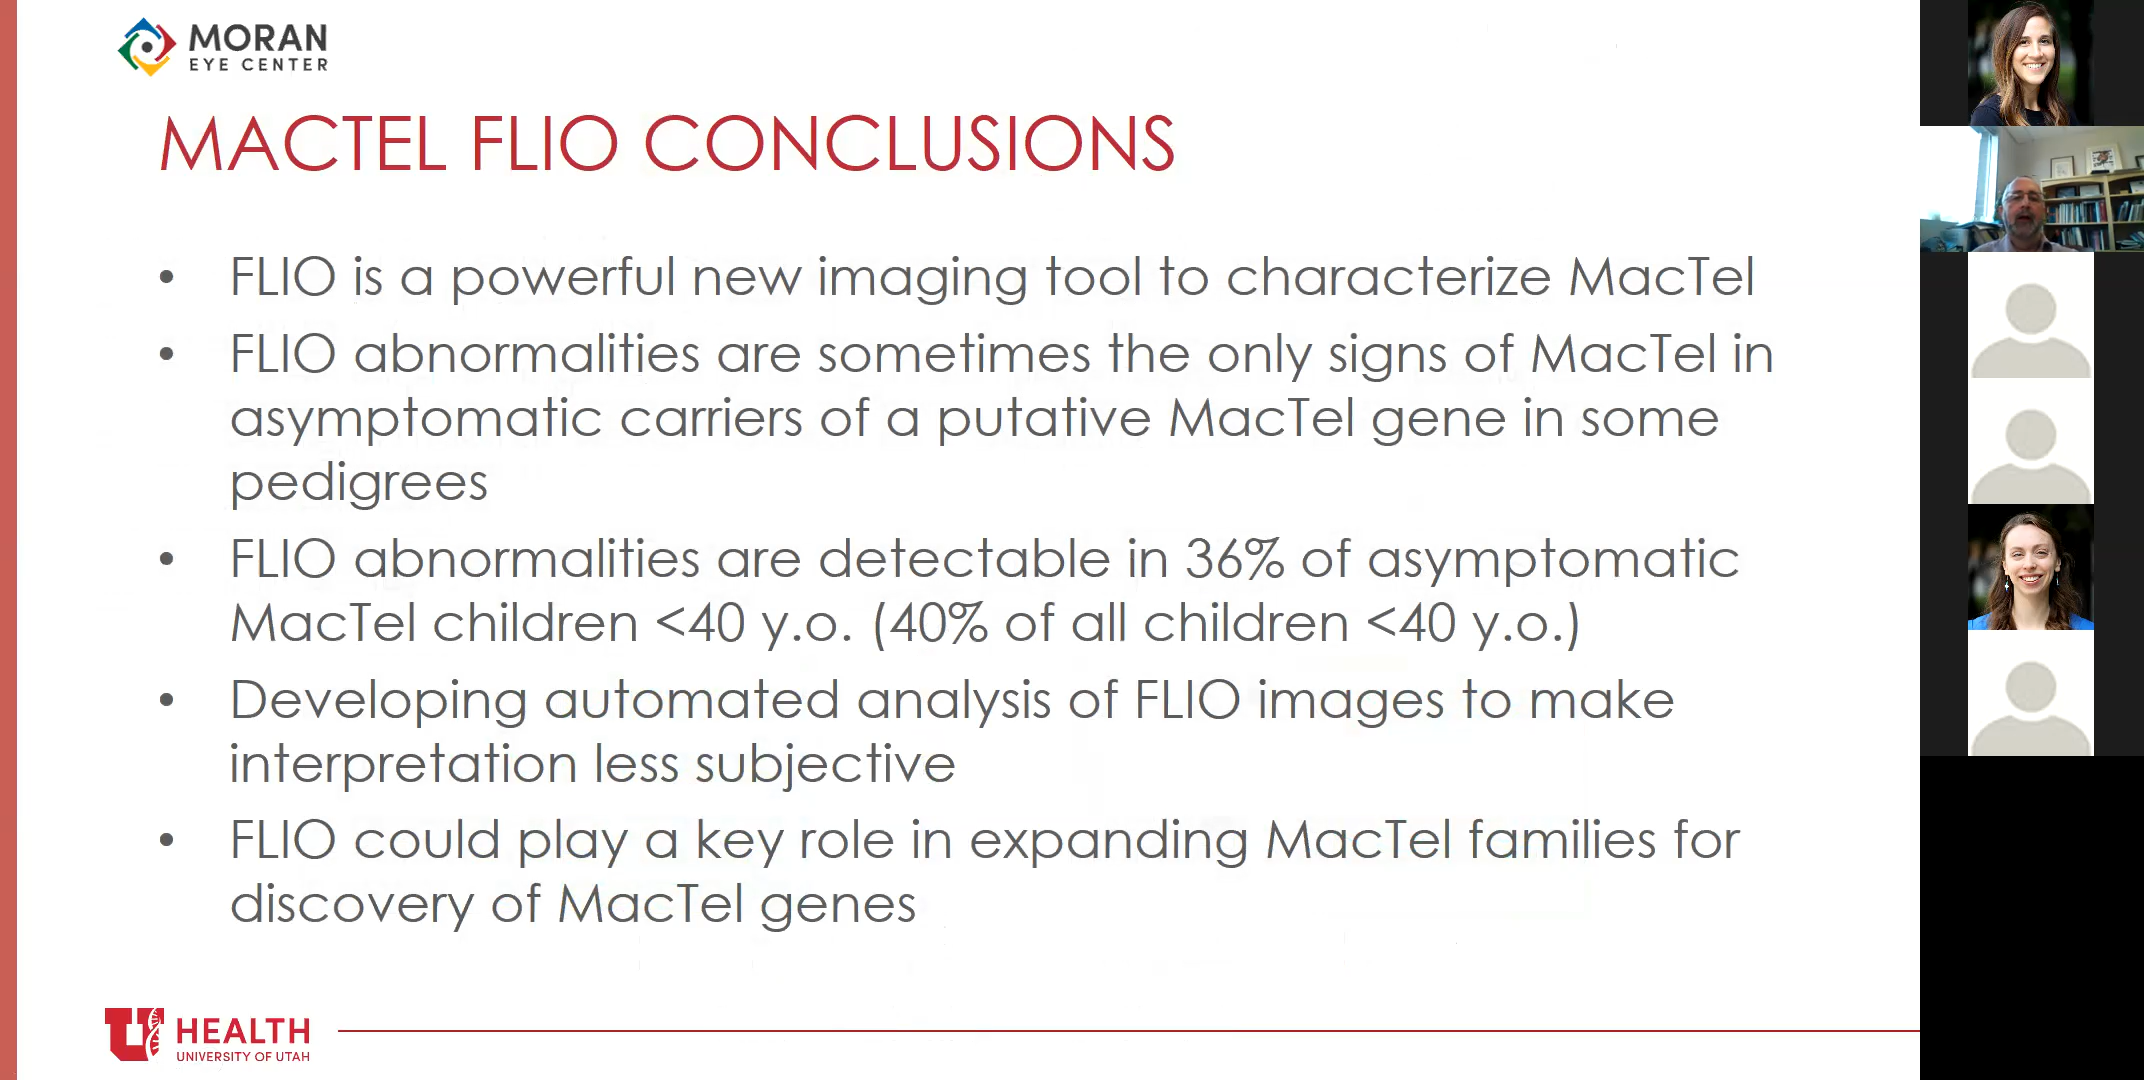 MORAN
EYE CENTER
MACTEL FLIO CONCLUSIONS
• FLIO is a powerful new imaging tool to characterize MacTel
• FLIO abnormalities are sometimes the only signs of MacTel in
asymptomatic carriers of a putative MacTel gene in some
pedigrees
• FLIO abnormalities are detectable in 36% of asymptomatic
MacTel children <40 y.o. (40% of all children <40 y.o.)
• Developing automated analysis of FLIO images to make
interpretation less subjective
• FLIO could play a key role in expanding MacTel families for
discovery of MacTel genes
U HEALTH
UNIVERSITY OF UTAH